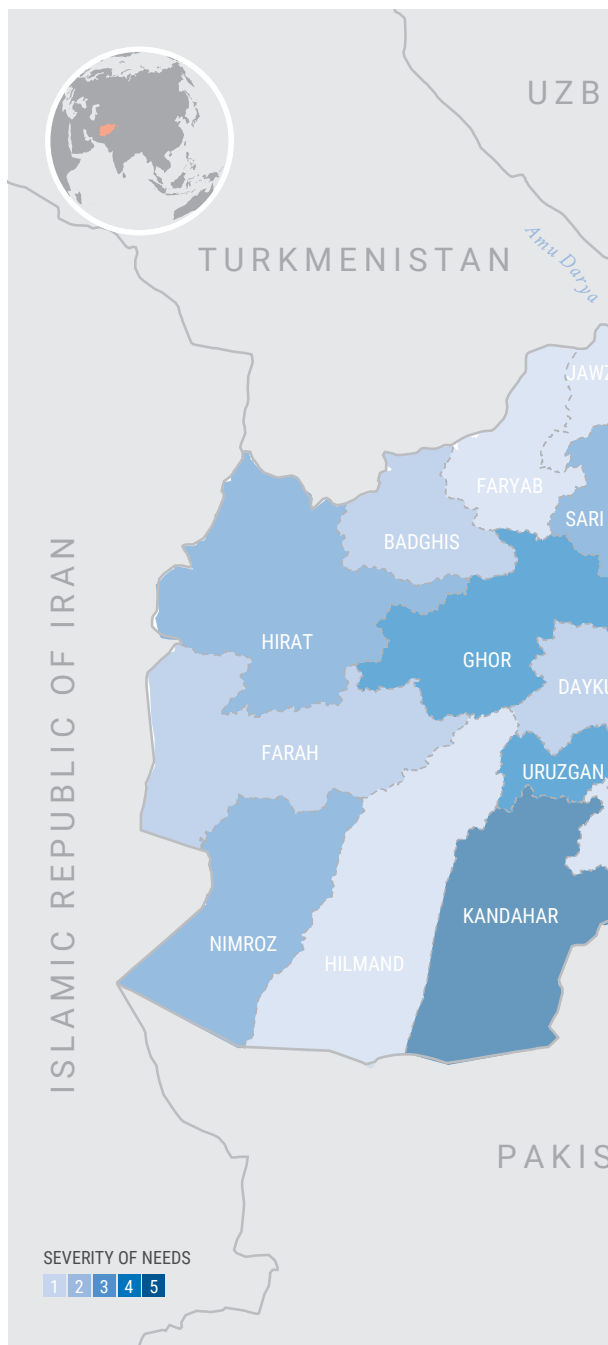 UZB
TURKMENISTAN
Amu Darya
JAWZ
FARYAB
SARI
BADGHIS
HIRAT
GHOR
DAYKU
FARAH
URUZGAN
KANDAHAR
NIMROZ
HILMAND
ISLAMIC REPUBLIC OF IRAN
PAKIS
SEVERITY OF NEEDS
1 2 3 4 5